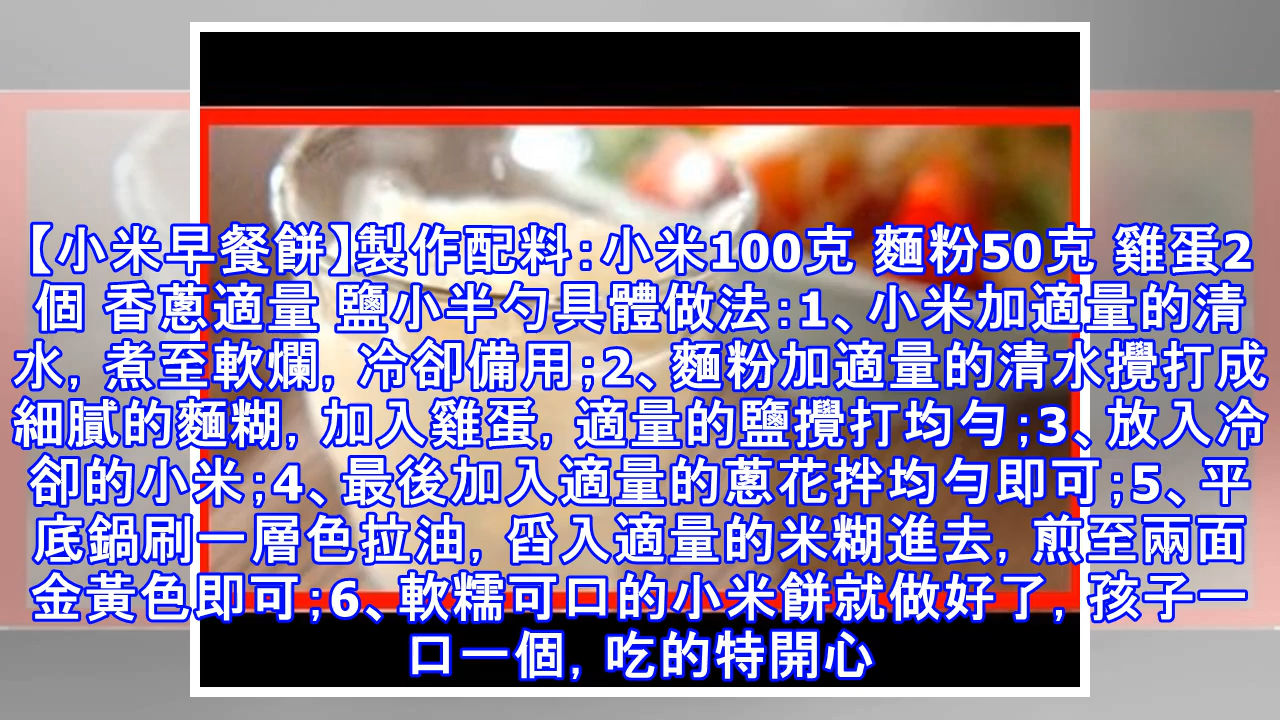 【小米早餐餅】製作配料:小米100克 麵粉50克 雞蛋2
個 香蔥適量 鹽小半勺具體做法:1、小米加適量的清
水, 煮至軟爛, 冷卻備用;2、麵粉加適量的清水攪打成
細膩的麵糊, 加入雞蛋, 適量的鹽攪打均勻;3、放入冷
卻的小米;4、最後加入適量的蔥花拌均勻即可;5、平
底鍋刷一層色拉油, 舀入適量的米糊進去, 煎至兩面
金黃色即可;6、軟糯可口的小米餅就做好了, 孩子一
口一個, 吃的特開心